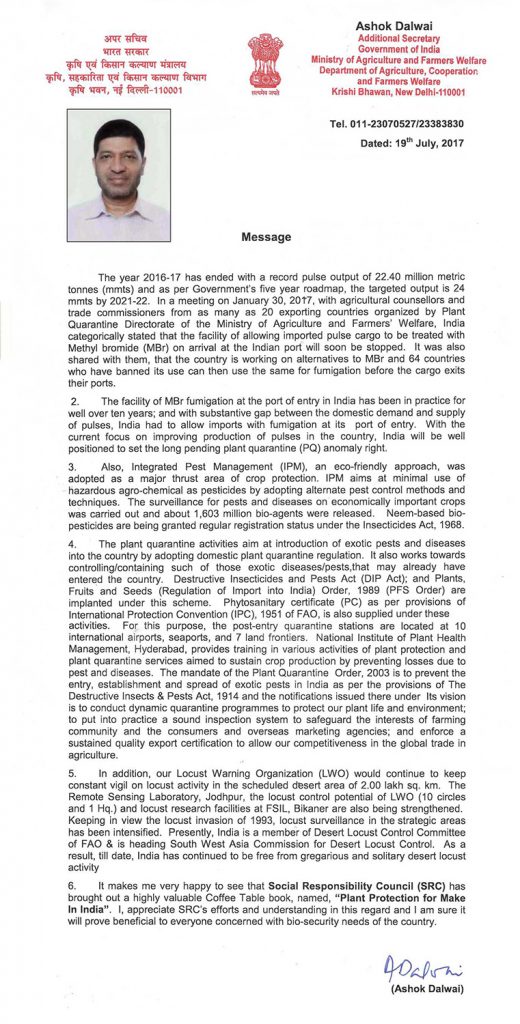 अपर सचिव
भारत सरकार
कृषि एवं किसान कल्याण मंत्रालय
कृषि, सहकारिता एवं किसान कल्याण विभाग
कृषि भवन, नई दिल्ली-110001
सत्यमेव जयते
Ashok Dalwai
Additional Secretary
Government of India
Ministry of Agriculture and Farmers Welfare
Department of Agriculture, Cooperation
and Farmers Welfare
Krishi Bhawan, New Delhi-110001
Tel. 011-23070527/23383830
Dated: 19th July, 2017
Message
The year 2016-17 has ended with a record pulse output of 22.40 million metric
tonnes (mmts) and as per Government's five year roadmap, the targeted output is 24
mmts by 2021-22. In a meeting on January 30, 2017, with agricultural counsellors and
trade commissioners from as many as 20 exporting countries organized by Plant
Quarantine Directorate of the Ministry of Agriculture and Farmers' Welfare, India
categorically stated that the facility of allowing imported pulse cargo to be treated with
Methyl bromide (MBr) on arrival at the Indian port will soon be stopped. It was also
shared with them, that the country is working on alternatives to MBr and 64 countries
who have banned its use can then use the same for fumigation before the cargo exits
their ports.
2. The facility of MBr fumigation at the port of entry in India has been in practice for
well over ten years; and with substantive gap between the domestic demand and supply
of pulses, India had to allow imports with fumigation at its port of entry. With the
current focus on improving production of pulses in the country, India will be well
positioned to set the long pending plant quarantine (PQ) anomaly right.
3. Also, Integrated Pest Management (IPM), an eco-friendly approach, was
adopted as a major thrust area of crop protection. IPM aims at minimal use of
hazardous agro-chemical as pesticides by adopting alternate pest control methods and
techniques. The surveillance for pests and diseases on economically important crops
was carried out and about 1,603 million bio-agents were released. Neem-based bio-
pesticides are being granted regular registration status under the Insecticides Act, 1968.
4. The plant quarantine activities aim at introduction of exotic pests and diseases
into the country by adopting domestic plant quarantine regulation. It also works towards
controlling/containing such of those exotic diseases/pests,that may already have
entered the country. Destructive Insecticides and Pests Act (DIP Act); and Plants,
Fruits and Seeds (Regulation of Import into India) Order, 1989 (PFS Order) are
implanted under this scheme. Phytosanitary certificate (PC) as per provisions of
International Protection Convention (IPC), 1951 of FAO, is also supplied under these
activities. For this purpose, the post-entry quarantine stations are located at 10
international airports, seaports, and 7 land frontiers. National Institute of Plant Health
Management, Hyderabad, provides training in various activities of plant protection and
plant quarantine services aimed to sustain crop production by preventing losses due to
pest and diseases. The mandate of the Plant Quarantine Order, 2003 is to prevent the
entry, establishment and spread of exotic pests in India as per the provisions of The
Destructive Insects & Pests Act, 1914 and the notifications issued there under Its vision
is to conduct dynamic quarantine programmes to protect our plant life and environment;
to put into practice a sound inspection system to safeguard the interests of farming
community and the consumers and overseas marketing agencies; and enforce a
sustained quality export certification to allow our competitiveness in the global trade in
agriculture.
5. In addition, our Locust Warning Organization (LWO) would continue to keep
constant vigil on locust activity in the scheduled desert area of 2.00 lakh sq. km. The
Remote Sensing Laboratory, Jodhpur, the locust control potential of LWO (10 circles
and 1 Hq.) and locust research facilities at FSIL, Bikaner are also being strengthened.
Keeping in view the locust invasion of 1993, locust surveillance in the strategic areas
has been intensified. Presently, India is a member of Desert Locust Control Committee
of FAO & is heading South West Asia Commission for Desert Locust Control. As a
result, till date, India has continued to be free from gregarious and solitary desert locust
activity
6. It makes me very happy to see that Social Responsibility Council (SRC) has
brought out a highly valuable Coffee Table book, named, "Plant Protection for Make
In India". I, appreciate SRC's efforts and understanding in this regard and I am sure it
will prove beneficial to everyone concerned with bio-security needs of the country.
ADalwai
(Ashok Dalwai)